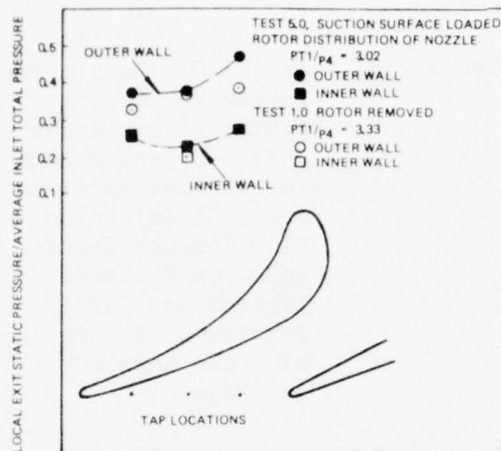 LOCAL EXIT STATIC PRESSURE/AVERAGE INLET TOTAL PRESSURE
0.5
0.4
0.3
0.2
0.1
OUTER WALL
INNER WALL
TEST 5.0, SUCTION SURFACE LOADED
ROTOR DISTRIBUTION OF NOZZLE
PT1/P4 = 3.02
OUTER WALL
INNER WALL
TEST 1.0 ROTOR REMOVED
PT1/P4 = 3.33
OUTER WALL
INNER WALL
TAP LOCATIONS